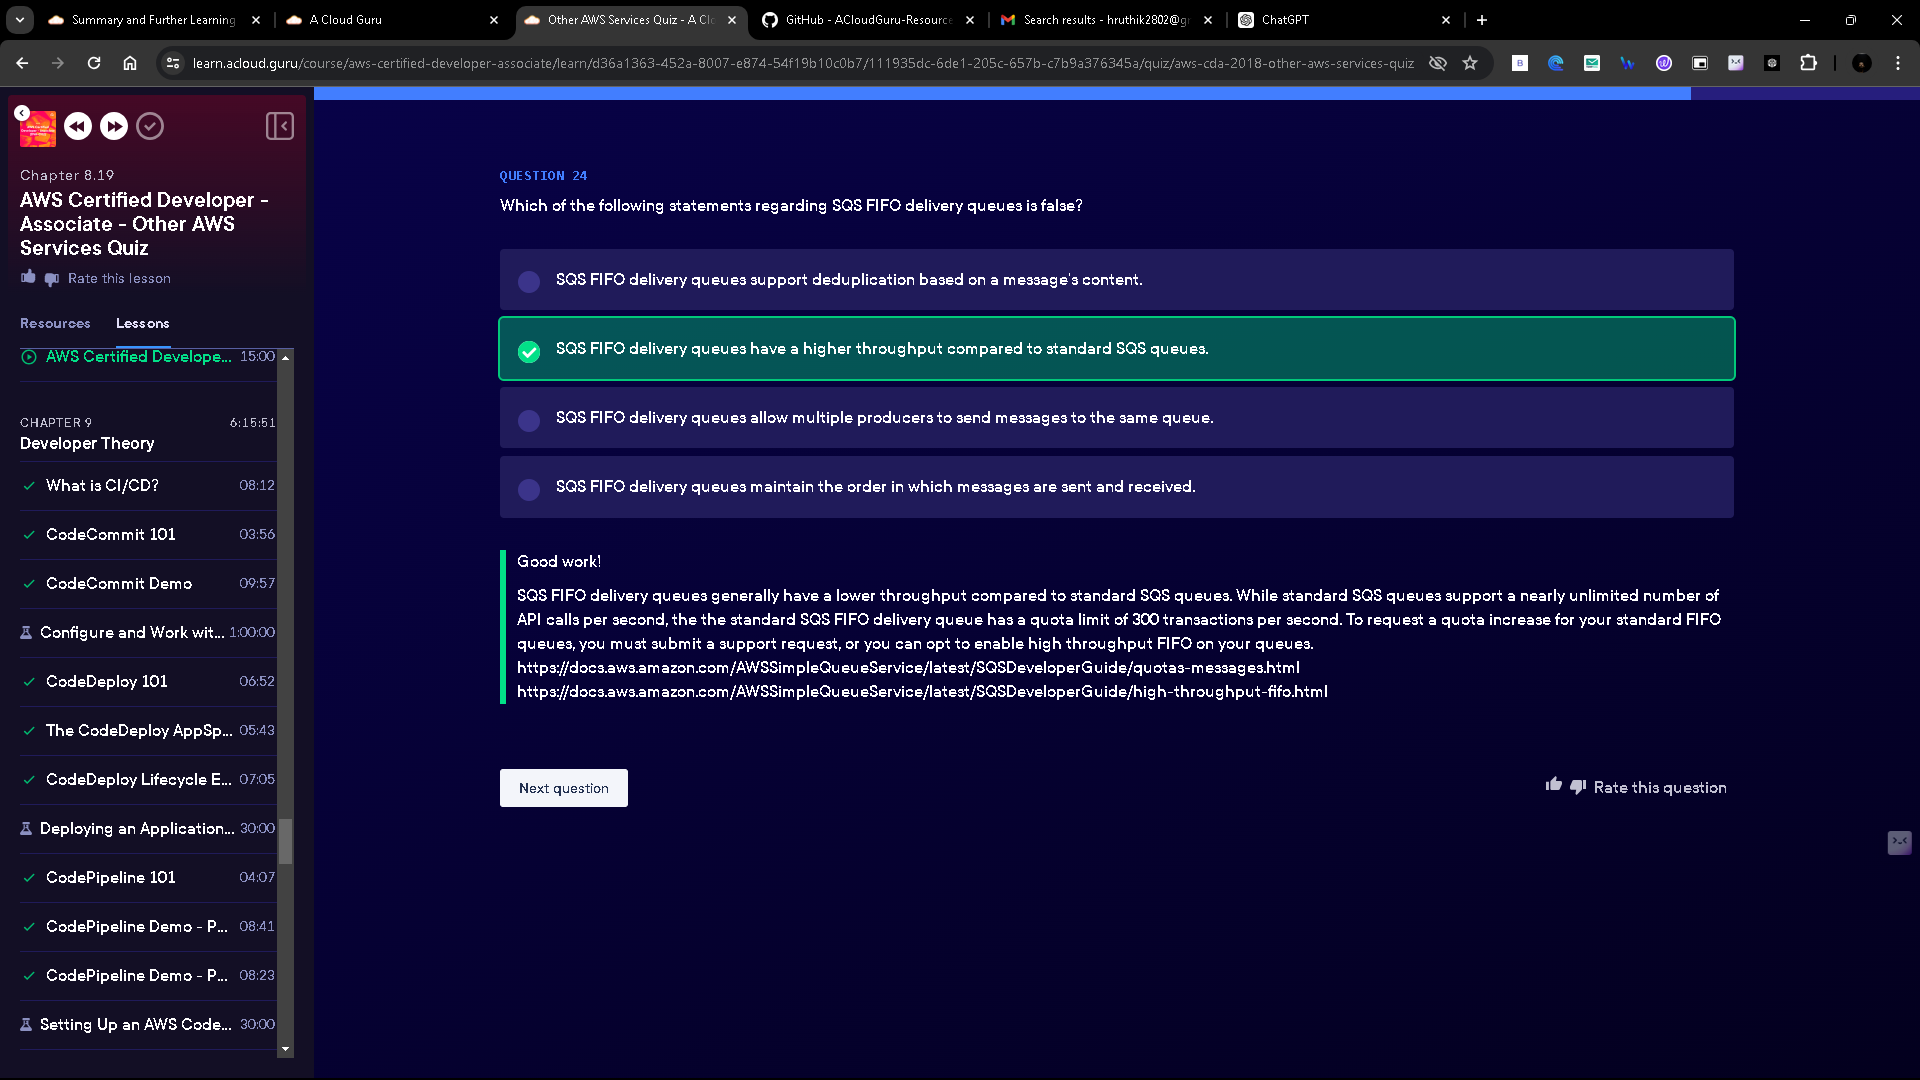 Summary and Further Learning
A Cloud Guru
Other AWS Services Quiz - A Clo
GitHub - ACloudGuru-Resource
Search results - hruthik2802@gr
ChatGPT
learn.acloud.guru/course/aws-certified-developer-associate/learn/d36a1363-452a-8007-e874-54f19b10c0b7/111935dc-6de1-205c-657b-c7b9a376345a/quiz/aws-cda-2018-other-aws-services-quiz
Chapter 8.19
AWS Certified Developer -
Associate - Other AWS
Services Quiz
Rate this lesson
Resources
Lessons
AWS Certified Develope... 15:00
CHAPTER 9 6:15:51
Developer Theory
What is CI/CD? 08:12
CodeCommit 101 03:56
CodeCommit Demo 09:57
Configure and Work wit... 1:00:00
CodeDeploy 101 06:52
The CodeDeploy AppSp... 05:43
CodeDeploy Lifecycle E... 07:05
Deploying an Application... 30:00
CodePipeline 101 04:07
CodePipeline Demo - P... 08:41
CodePipeline Demo - P... 08:23
Setting Up an AWS Code... 30:00
QUESTION 24
Which of the following statements regarding SQS FIFO delivery queues is false?
SQS FIFO delivery queues support deduplication based on a message's content.
SQS FIFO delivery queues have a higher throughput compared to standard SQS queues.
SQS FIFO delivery queues allow multiple producers to send messages to the same queue.
SQS FIFO delivery queues maintain the order in which messages are sent and received.
Good work!
SQS FIFO delivery queues generally have a lower throughput compared to standard SQS queues. While standard SQS queues support a nearly unlimited number of
API calls per second, the the standard SQS FIFO delivery queue has a quota limit of 300 transactions per second. To request a quota increase for your standard FIFO
queues, you must submit a support request, or you can opt to enable high throughput FIFO on your queues.
https://docs.aws.amazon.com/AWSSimpleQueueService/latest/SQSDeveloperGuide/quotas-messages.html
https://docs.aws.amazon.com/AWSSimpleQueueService/latest/SQSDeveloperGuide/high-throughput-fifo.html
Next question
Rate this question